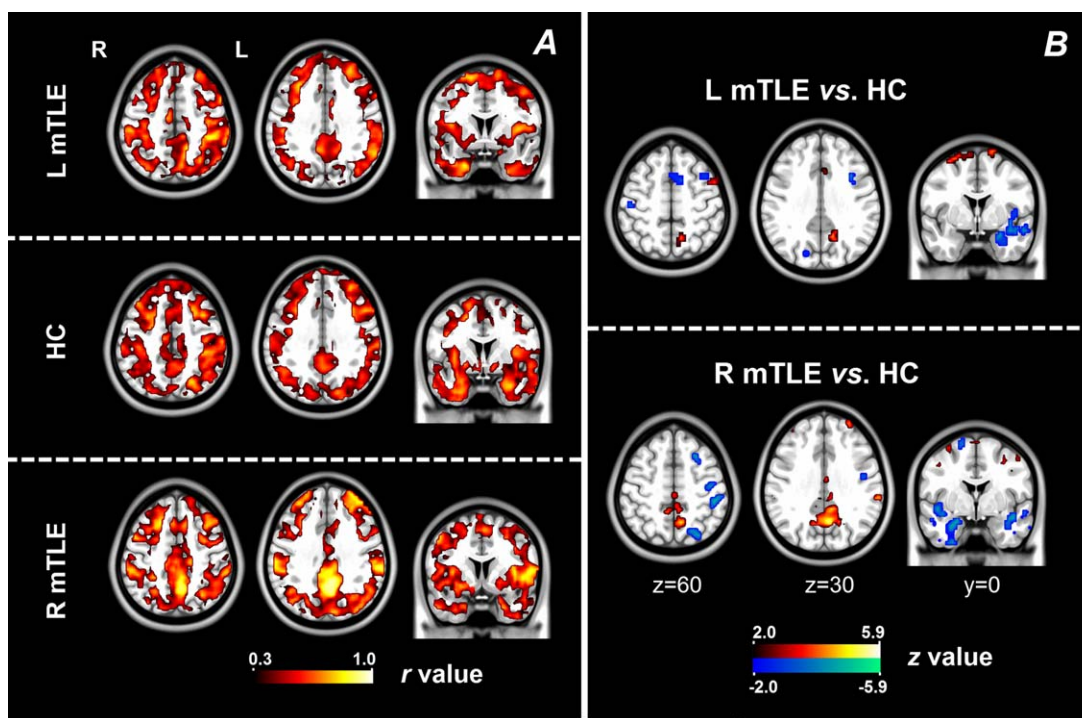 A
R
L
L mTLE
HC
R mTLE
0.3
1.0
r value
B
L mTLE vs. HC
R mTLE vs. HC
z=60
z=30
y=0
2.0
5.9
-2.0
-5.9
z value